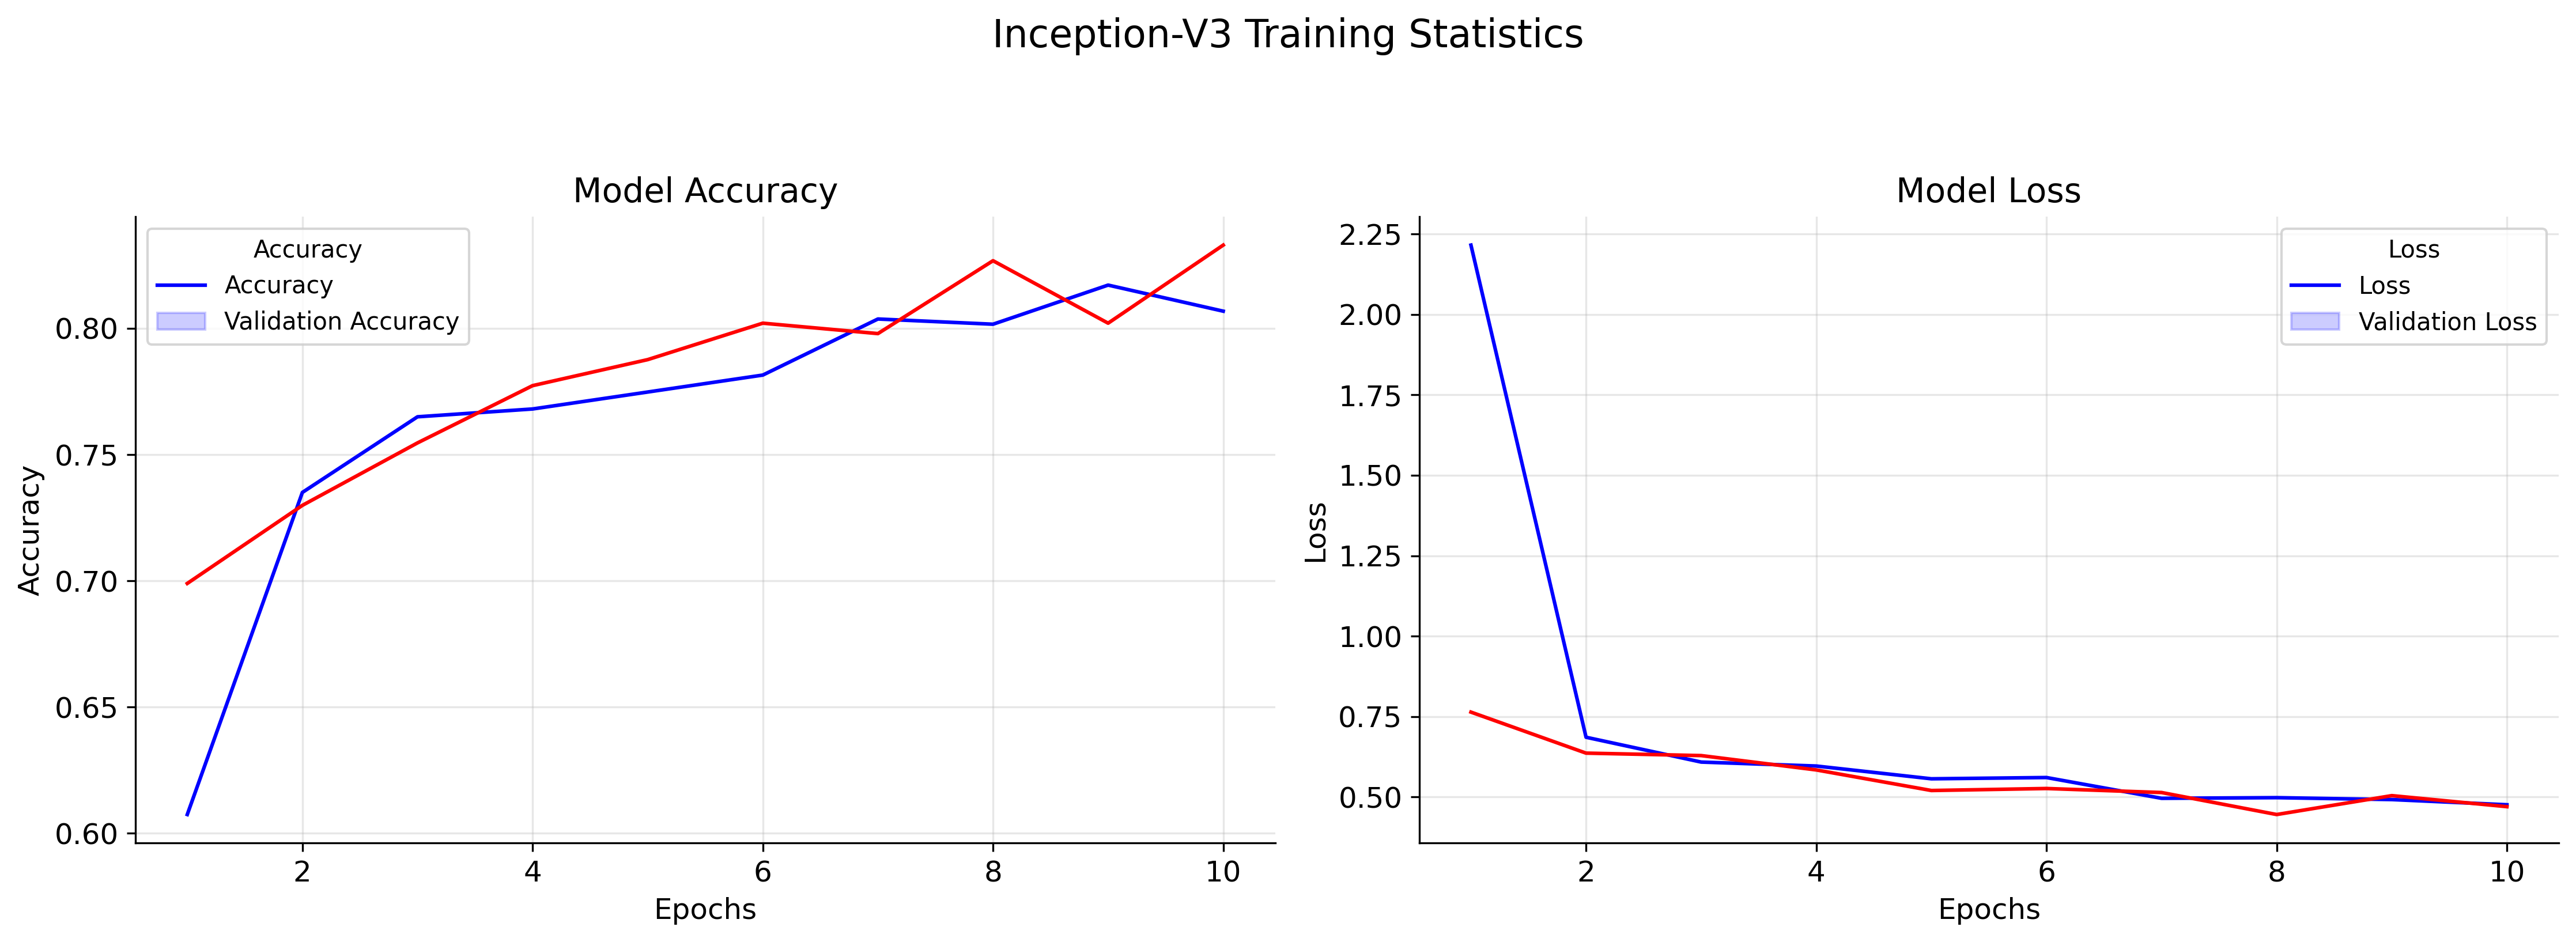 Inception-V3 Training Statistics
Model Accuracy
Accuracy
Accuracy
Validation Accuracy
0.80
0.75
0.70
0.65
0.60
Accuracy
2 4 6 8 10
Epochs
Model Loss
Loss
Loss
Validation Loss
2.25
2.00
1.75
1.50
1.25
1.00
0.75
0.50
Loss
2 4 6 8 10
Epochs